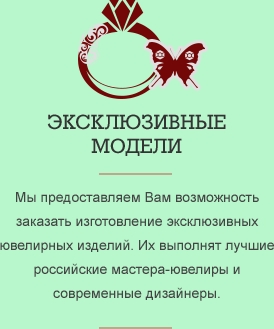 ЭКСКЛЮЗИВНЫЕ
МОДЕЛИ
Мы предоставляем Вам возможность
заказать изготовление эксклюзивных
ювелирных изделий. Их выполнят лучшие
российские мастера-ювелиры и
современные дизайнеры.